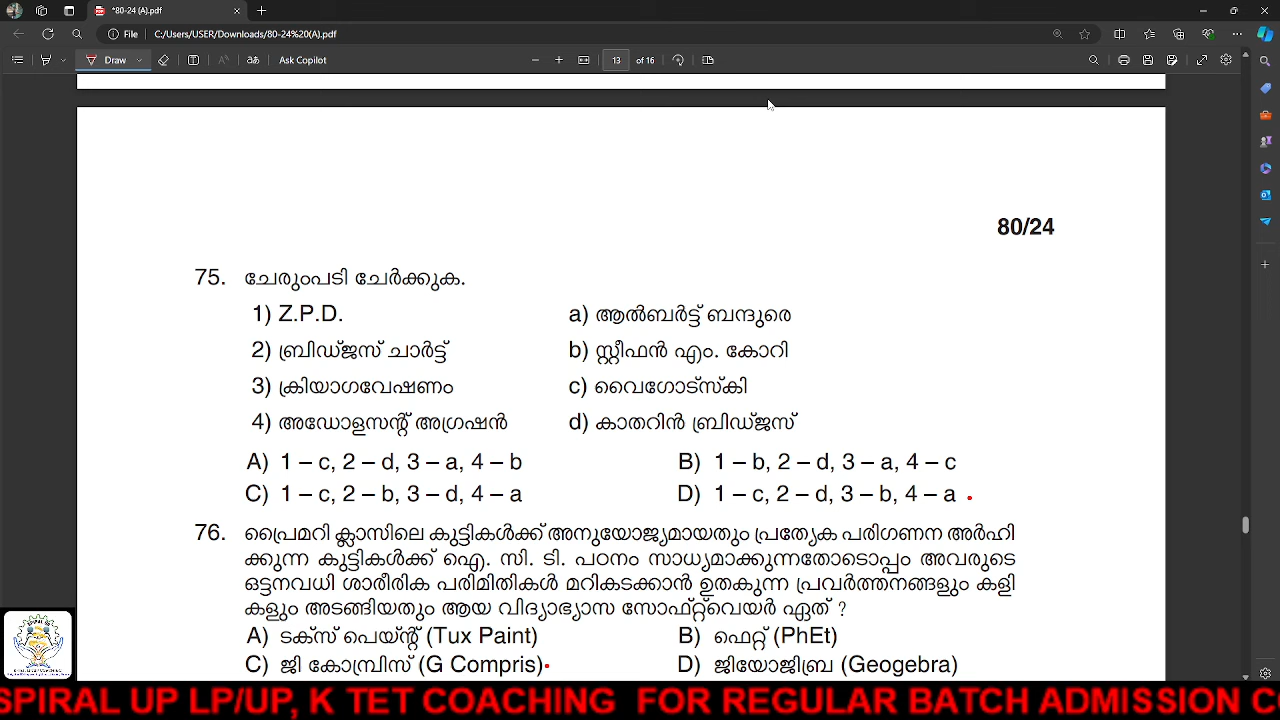 *80-24 (A).pdf
File C:/Users/USER/Downloads/80-24%20(A).pdf
Draw Ask Copilot 13 of 16
80/24
75. ചേരുംപടി ചേർക്കുക.
1) Z.P.D. a) ആൽബർട്ട് ബന്ദുരെ
2) ബ്രിഡ്ജസ് ചാർട്ട് b) സ്റ്റീഫൻ എം. കോറി
3) ക്രിയാഗവേഷണം c) വൈഗോട്സ്കി
4) അഡോളസന്റ് അഗ്രഷൻ d) കാതറിൻ ബ്രിഡ്ജസ്
A) 1 – c, 2 – d, 3 – a, 4 – b B) 1 – b, 2 – d, 3 – a, 4 – c
C) 1 – c, 2 – b, 3 – d, 4 – a D) 1 – c, 2 – d, 3 – b, 4 – a
76. പ്രൈമറി ക്ലാസിലെ കുട്ടികൾക്ക് അനുയോജ്യമായതും പ്രത്യേക പരിഗണന അർഹി
ക്കുന്ന കുട്ടികൾക്ക് ഐ. സി. ടി. പഠനം സാധ്യമാക്കുന്നതോടൊപ്പം അവരുടെ
ഒട്ടനവധി ശാരീരിക പരിമിതികൾ മറികടക്കാൻ ഉതകുന്ന പ്രവർത്തനങ്ങളും കളി
കളും അടങ്ങിയതും ആയ വിദ്യാഭ്യാസ സോഫ്റ്റ്‌വെയർ ഏത് ?
A) ടക്സ് പെയ്ന്റ് (Tux Paint) B) ഫെറ്റ് (PhEt)
C) ജി കോമ്പ്രിസ് (G Compris) D) ജിയോജിബ്ര (Geogebra)
SPIRAL UP LP/UP, K TET COACHING FOR REGULAR BATCH ADMISSION C